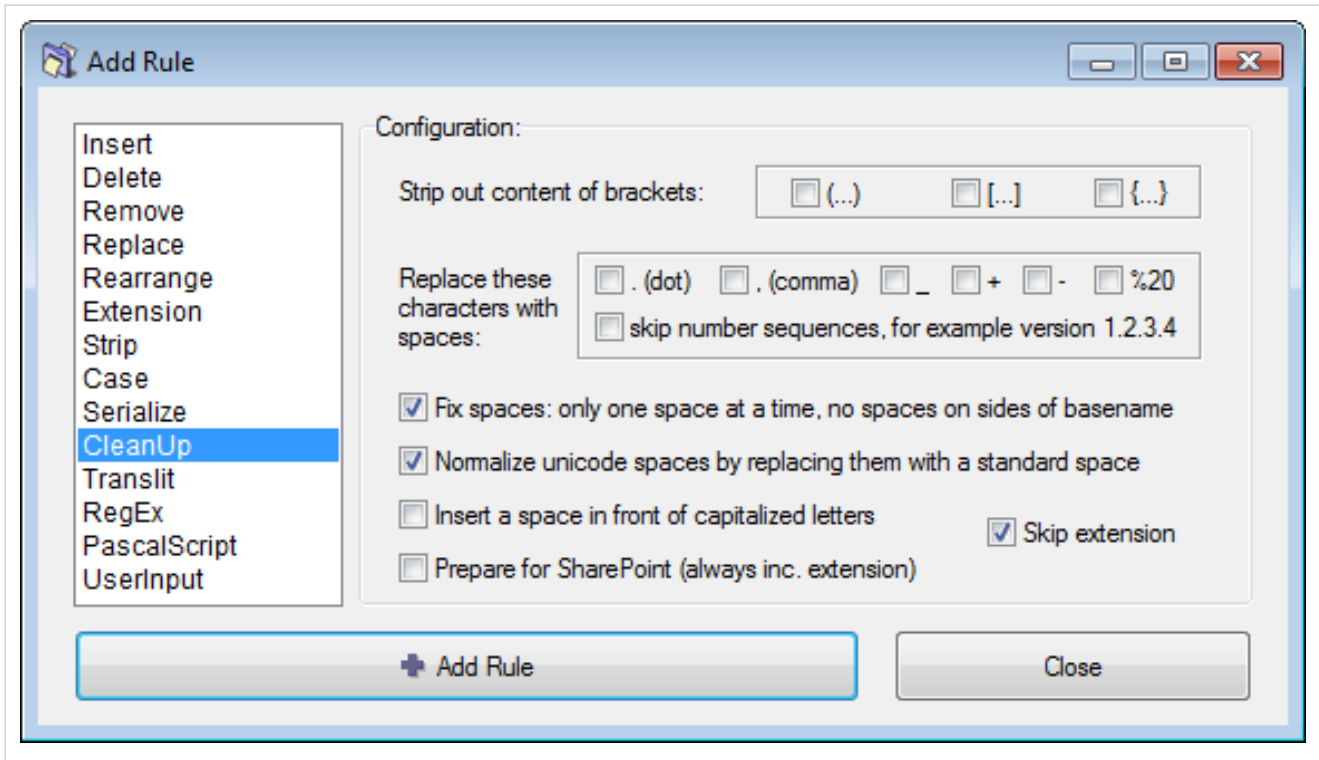 Add Rule
Insert
Delete
Remove
Replace
Rearrange
Extension
Strip
Case
Serialize
CleanUp
Translit
RegEx
PascalScript
UserInput
Configuration:
Strip out content of brackets:
(...) [...] {...}
Replace these
characters with
spaces:
. (dot) , (comma) _ + - %20
skip number sequences, for example version 1.2.3.4
Fix spaces: only one space at a time, no spaces on sides of basename
Normalize unicode spaces by replacing them with a standard space
Insert a space in front of capitalized letters
Skip extension
Prepare for SharePoint (always inc. extension)
Add Rule
Close